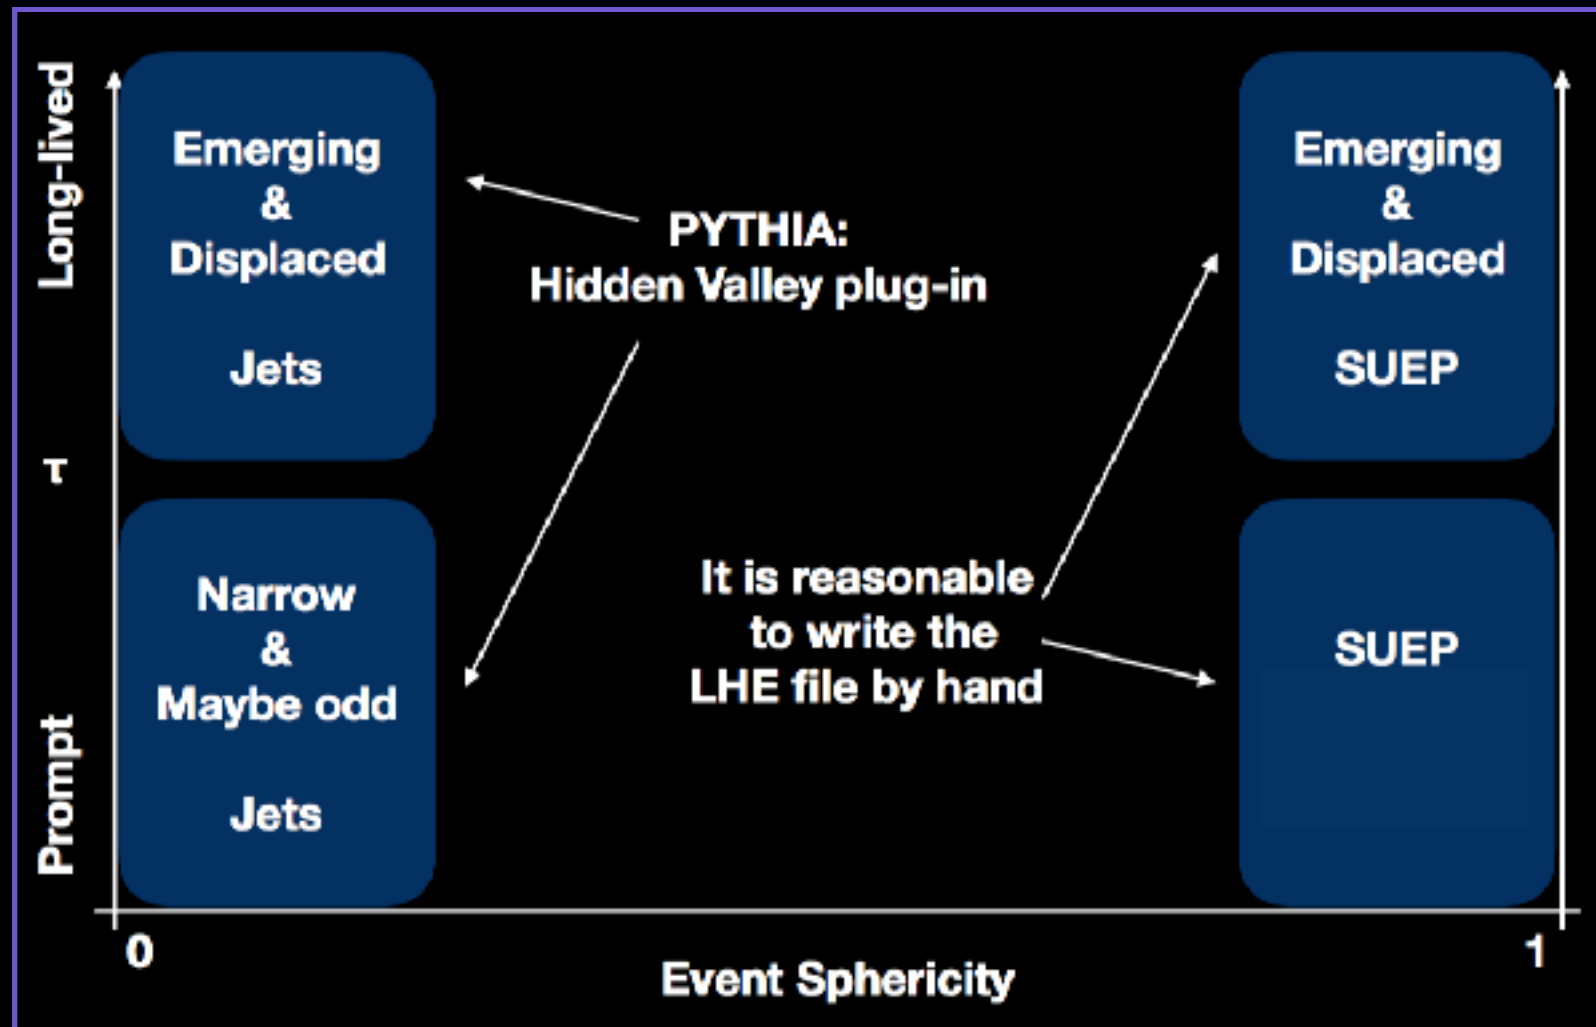 Long-lived
τ
Prompt
Emerging
&
Displaced
Jets
Narrow
&
Maybe odd
Jets
PYTHIA:
Hidden Valley plug-in
It is reasonable
to write the
LHE file by hand
Emerging
&
Displaced
SUEP
SUEP
0
1
Event Sphericity